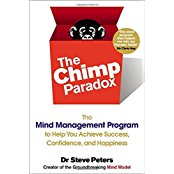 The
Chimp
Paradox
The
Mind Management Program
to Help You Achieve Success,
Confidence, and Happiness
Dr Steve Peters
Creator of the Groundbreaking Mind Model